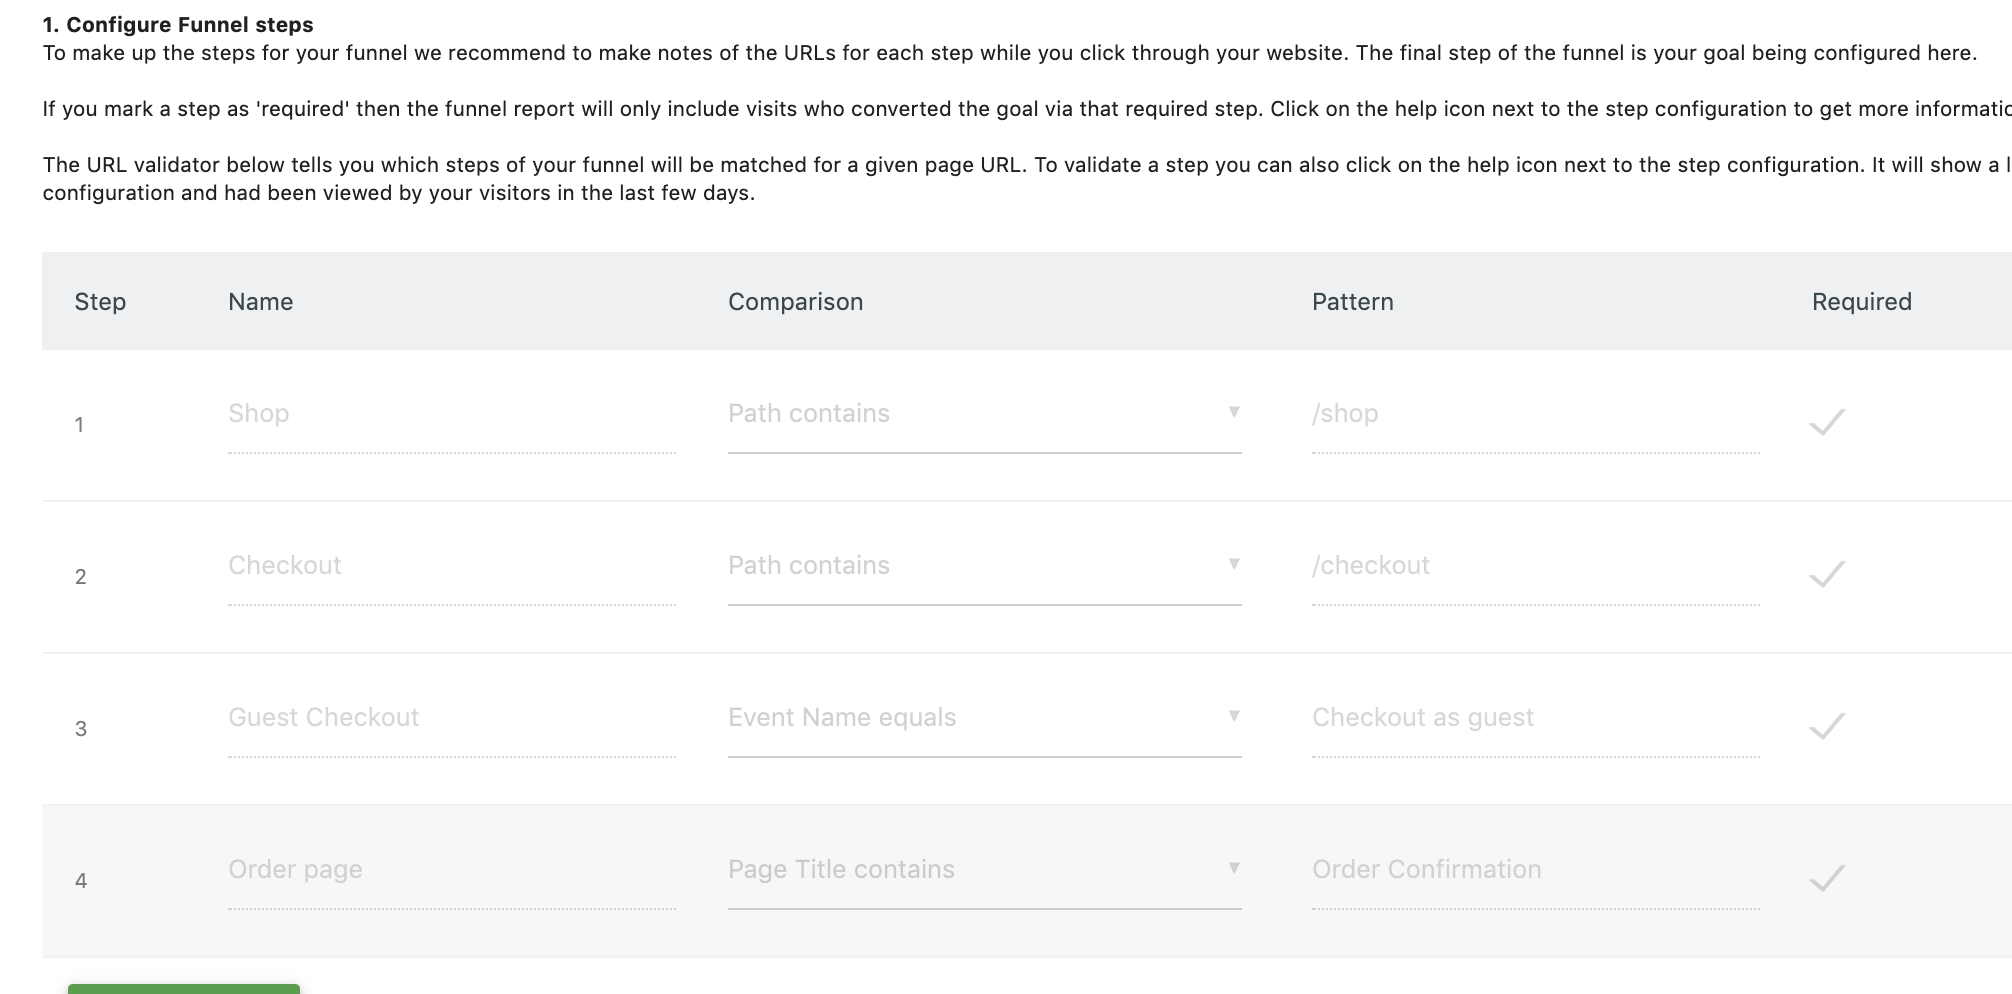 1. Configure Funnel steps
To make up the steps for your funnel we recommend to make notes of the URLs for each step while you click through your website. The final step of the funnel is your goal being configured here.
If you mark a step as 'required' then the funnel report will only include visits who converted the goal via that required step. Click on the help icon next to the step configuration to get more informatio
The URL validator below tells you which steps of your funnel will be matched for a given page URL. To validate a step you can also click on the help icon next to the step configuration. It will show a l
configuration and had been viewed by your visitors in the last few days.
Step Name Comparison Pattern Required
1 Shop Path contains /shop
2 Checkout Path contains /checkout
3 Guest Checkout Event Name equals Checkout as guest
4 Order page Page Title contains Order Confirmation